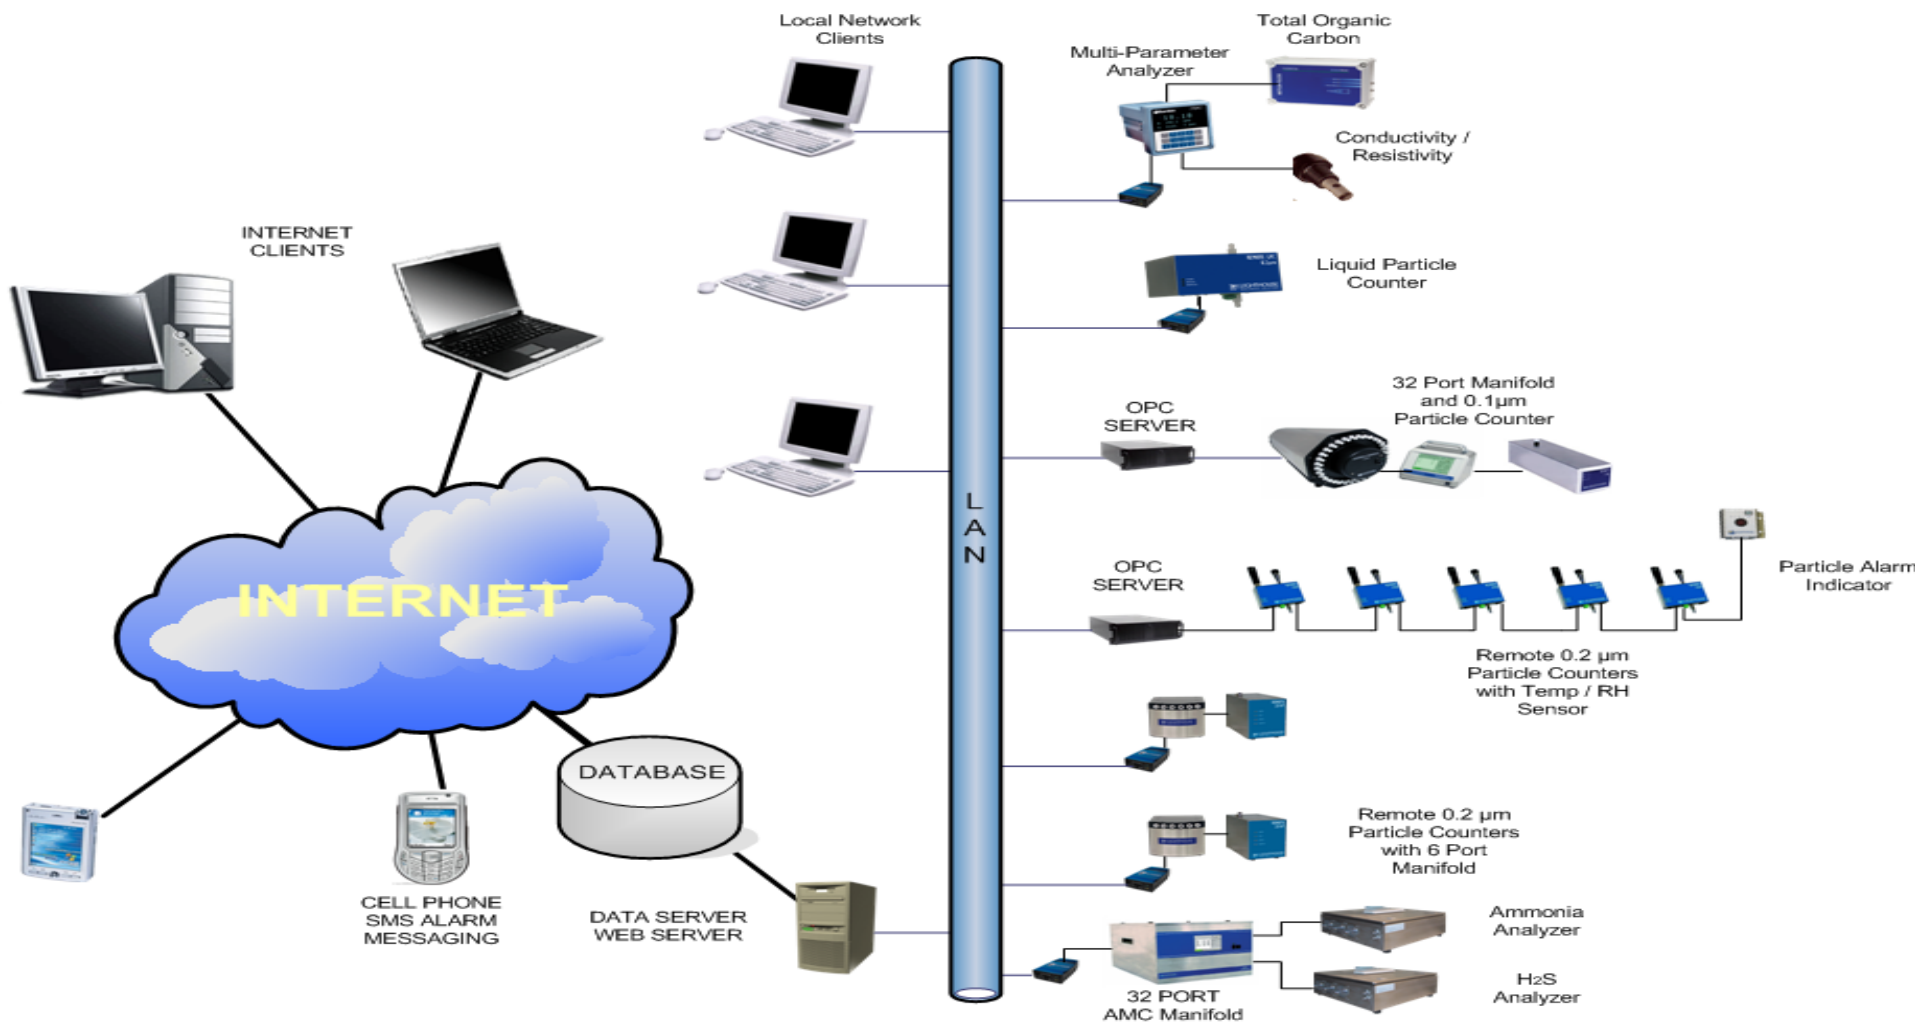 Local Network
Clients
Total Organic
Carbon
Multi-Parameter
Analyzer
Conductivity /
Resistivity
INTERNET
CLIENTS
Liquid Particle
Counter
32 Port Manifold
and 0.1µm
Particle Counter
OPC
SERVER
LAN
OPC
SERVER
Particle Alarm
Indicator
INTERNET
Remote 0.2 µm
Particle Counters
with Temp / RH
Sensor
DATABASE
Remote 0.2 µm
Particle Counters
with 6 Port
Manifold
CELL PHONE
SMS ALARM
MESSAGING
DATA SERVER
WEB SERVER
Ammonia
Analyzer
H2S
Analyzer
32 PORT
AMC Manifold